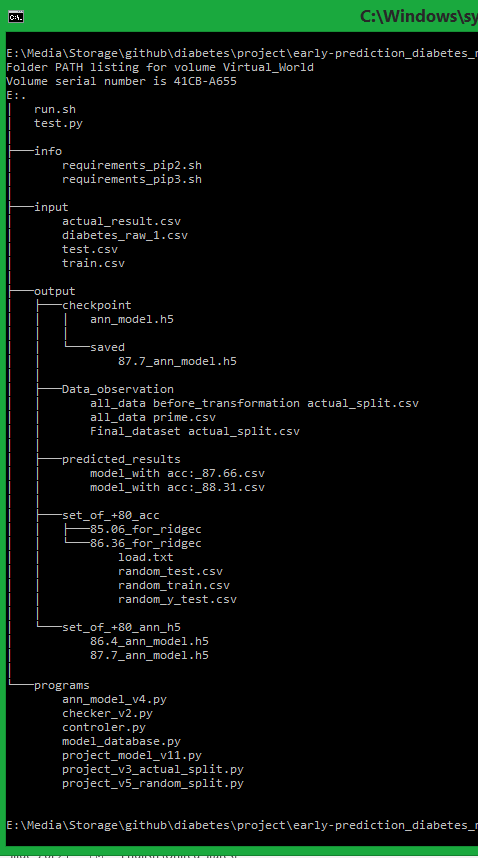 C:\Windows\sy
E:\Media\Storage\github\diabetes\project\early-prediction_diabetes_
Folder PATH listing for volume Virtual_World
Volume serial number is 41CB-A655
E:.
│   run.sh
│   test.py
│
├───info
│       requirements_pip2.sh
│       requirements_pip3.sh
│
├───input
│       actual_result.csv
│       diabetes_raw_1.csv
│       test.csv
│       train.csv
│
├───output
│   ├───checkpoint
│   │   │   ann_model.h5
│   │   │
│   │   └───saved
│   │           87.7_ann_model.h5
│   │
│   ├───Data_observation
│   │       all_data before_transformation actual_split.csv
│   │       all_data prime.csv
│   │       Final_dataset actual_split.csv
│   │
│   ├───predicted_results
│   │       model_with acc:_87.66.csv
│   │       model_with acc:_88.31.csv
│   │
│   ├───set_of_+80_acc
│   │   ├───85.06_for_ridgec
│   │   └───86.36_for_ridgec
│   │           load.txt
│   │           random_test.csv
│   │           random_train.csv
│   │           random_y_test.csv
│   │
│   └───set_of_+80_ann_h5
│           86.4_ann_model.h5
│           87.7_ann_model.h5
│
└───programs
        ann_model_v4.py
        checker_v2.py
        controler.py
        model_database.py
        project_model_v11.py
        project_v3_actual_split.py
        project_v5_random_split.py
E:\Media\Storage\github\diabetes\project\early-prediction_diabetes_